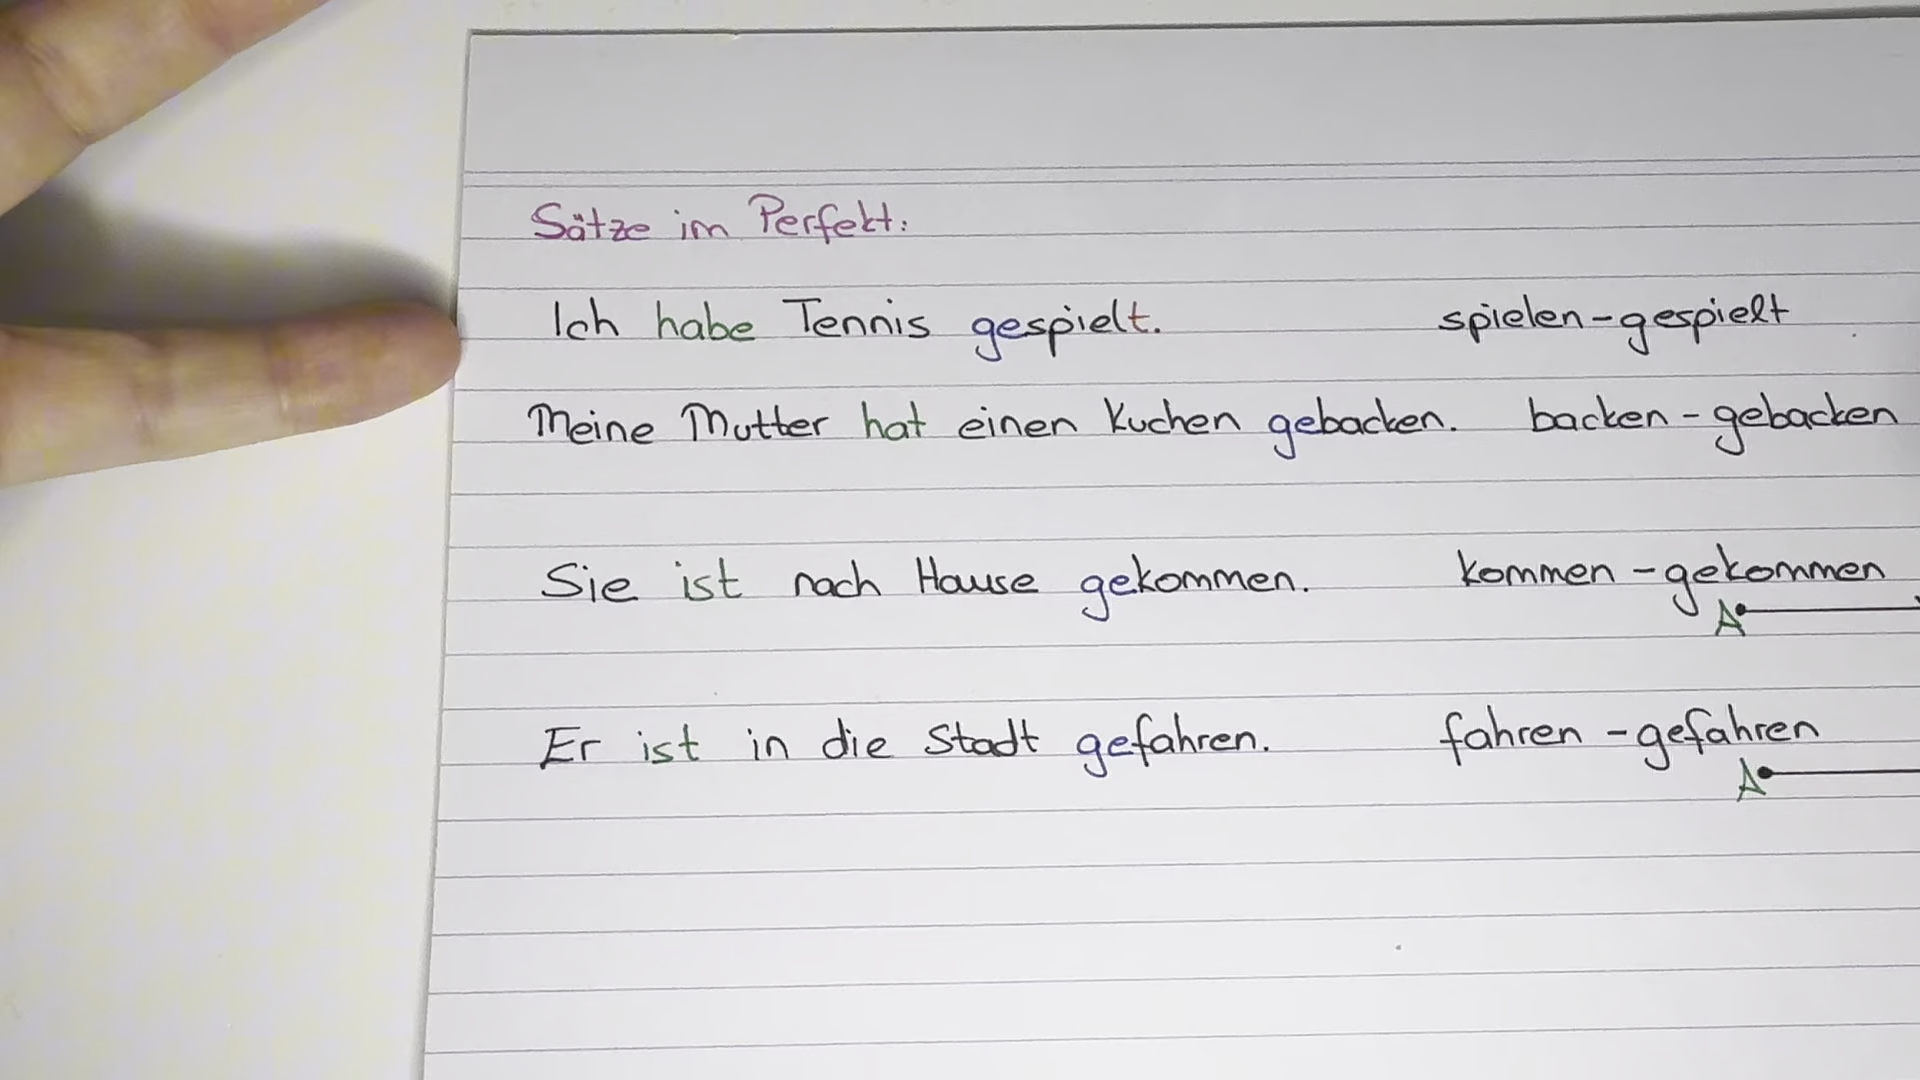 Sätze im Perfekt:
Ich habe Tennis gespielt. spielen-gespielt
Meine Mutter hat einen Kuchen gebacken. backen-gebacken
Sie ist nach Hause gekommen. kommen-gekommen
A
Er ist in die Stadt gefahren. fahren-gefahren
A